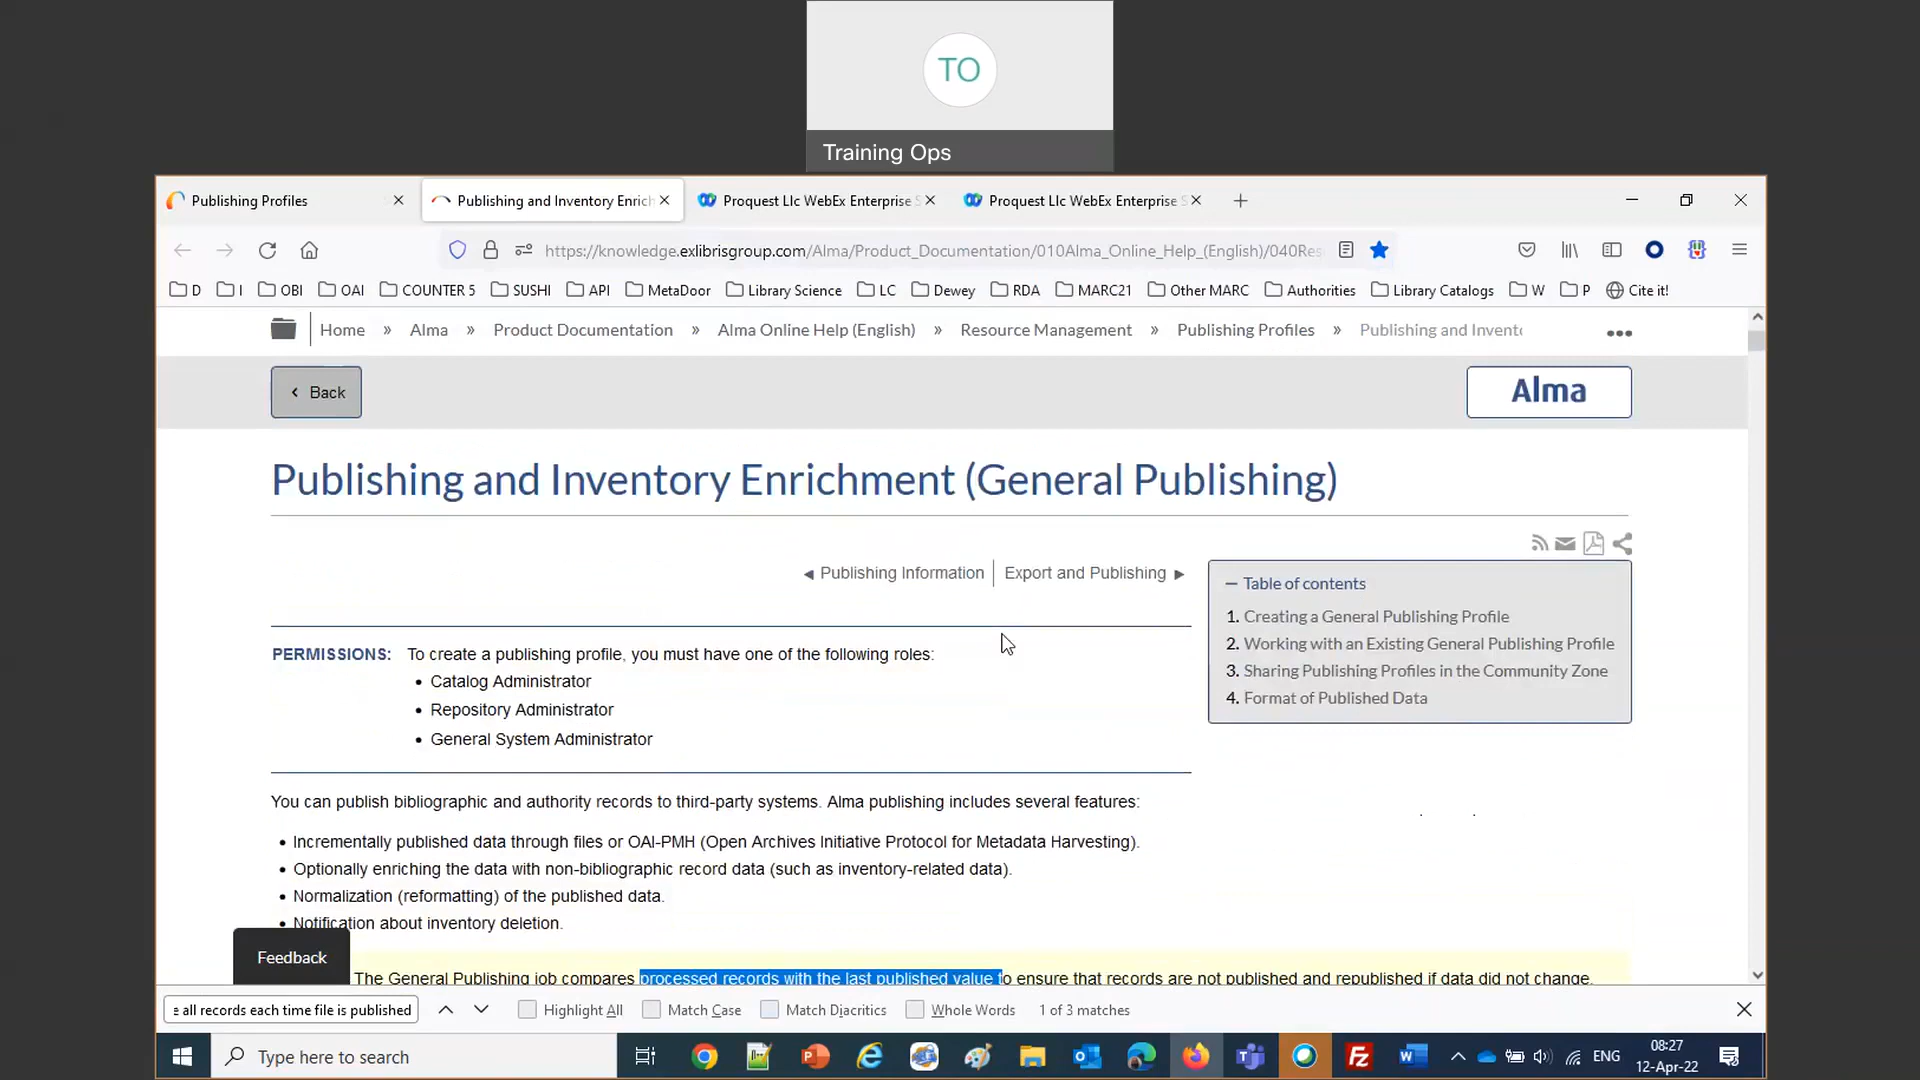 TO
Training Ops
Publishing Profiles
Publishing and Inventory Enrich
Proquest Llc WebEx Enterprise S
Proquest Llc WebEx Enterprise S
https://knowledge.exlibrisgroup.com/Alma/Product_Documentation/010Alma_Online_Help_(English)/040Res
D I OBI OAI COUNTER 5 SUSHI API MetaDoor Library Science LC Dewey RDA MARC21 Other MARC Authorities Library Catalogs W P Cite it!
Home » Alma » Product Documentation » Alma Online Help (English) » Resource Management » Publishing Profiles » Publishing and Invento
Back
Alma
Publishing and Inventory Enrichment (General Publishing)
Publishing Information | Export and Publishing
Table of contents
1. Creating a General Publishing Profile
2. Working with an Existing General Publishing Profile
3. Sharing Publishing Profiles in the Community Zone
4. Format of Published Data
PERMISSIONS: To create a publishing profile, you must have one of the following roles:
• Catalog Administrator
• Repository Administrator
• General System Administrator
You can publish bibliographic and authority records to third-party systems. Alma publishing includes several features:
• Incrementally published data through files or OAI-PMH (Open Archives Initiative Protocol for Metadata Harvesting).
• Optionally enriching the data with non-bibliographic record data (such as inventory-related data).
• Normalization (reformatting) of the published data.
• Notification about inventory deletion.
Feedback
The General Publishing job compares processed records with the last published value to ensure that records are not published and republished if data did not change.
e all records each time file is published
Highlight All Match Case Match Diacritics Whole Words 1 of 3 matches
Type here to search
ENG
08:27
12-Apr-22